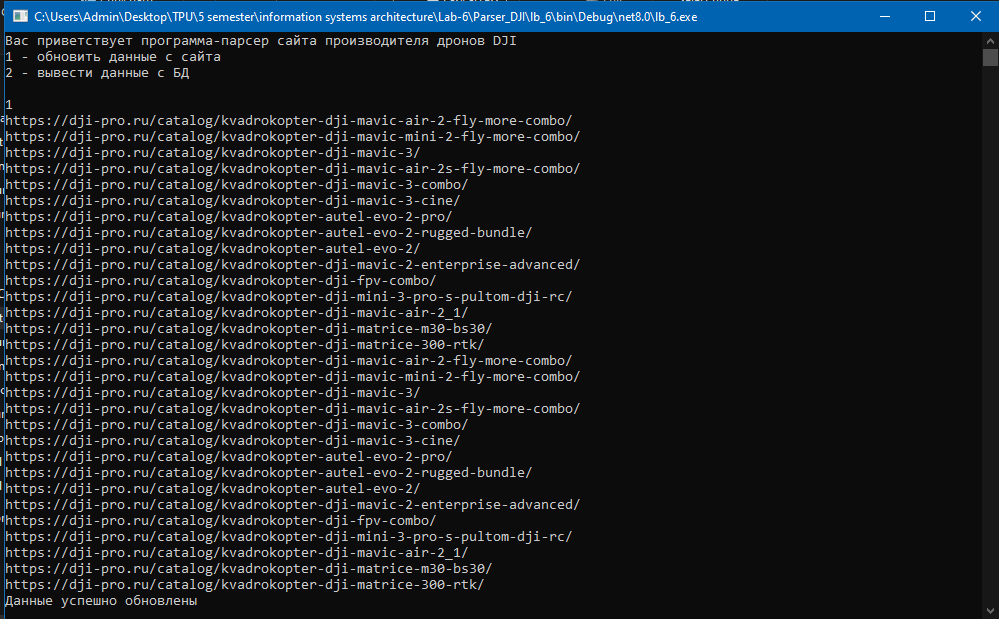 C:\Users\Admin\Desktop\TPU\5 semester\information systems architecture\Lab-6\Parser_DJI\lb_6\bin\Debug\net8.0\lb_6.exe
Вас приветствует программа-парсер сайта производителя дронов DJI
1 - обновить данные с сайта
2 - вывести данные с БД
1
https://dji-pro.ru/catalog/kvadrokopter-dji-mavic-air-2-fly-more-combo/
https://dji-pro.ru/catalog/kvadrokopter-dji-mavic-mini-2-fly-more-combo/
https://dji-pro.ru/catalog/kvadrokopter-dji-mavic-3/
https://dji-pro.ru/catalog/kvadrokopter-dji-mavic-air-2s-fly-more-combo/
https://dji-pro.ru/catalog/kvadrokopter-dji-mavic-3-combo/
https://dji-pro.ru/catalog/kvadrokopter-dji-mavic-3-cine/
https://dji-pro.ru/catalog/kvadrokopter-autel-evo-2-pro/
https://dji-pro.ru/catalog/kvadrokopter-autel-evo-2-rugged-bundle/
https://dji-pro.ru/catalog/kvadrokopter-autel-evo-2/
https://dji-pro.ru/catalog/kvadrokopter-dji-mavic-2-enterprise-advanced/
https://dji-pro.ru/catalog/kvadrokopter-dji-fpv-combo/
https://dji-pro.ru/catalog/kvadrokopter-dji-mini-3-pro-s-pultom-dji-rc/
https://dji-pro.ru/catalog/kvadrokopter-dji-mavic-air-2_1/
https://dji-pro.ru/catalog/kvadrokopter-dji-matrice-m30-bs30/
https://dji-pro.ru/catalog/kvadrokopter-dji-matrice-300-rtk/
https://dji-pro.ru/catalog/kvadrokopter-dji-mavic-air-2-fly-more-combo/
https://dji-pro.ru/catalog/kvadrokopter-dji-mavic-mini-2-fly-more-combo/
https://dji-pro.ru/catalog/kvadrokopter-dji-mavic-3/
https://dji-pro.ru/catalog/kvadrokopter-dji-mavic-air-2s-fly-more-combo/
https://dji-pro.ru/catalog/kvadrokopter-dji-mavic-3-combo/
https://dji-pro.ru/catalog/kvadrokopter-dji-mavic-3-cine/
https://dji-pro.ru/catalog/kvadrokopter-autel-evo-2-pro/
https://dji-pro.ru/catalog/kvadrokopter-autel-evo-2-rugged-bundle/
https://dji-pro.ru/catalog/kvadrokopter-autel-evo-2/
https://dji-pro.ru/catalog/kvadrokopter-dji-mavic-2-enterprise-advanced/
https://dji-pro.ru/catalog/kvadrokopter-dji-fpv-combo/
https://dji-pro.ru/catalog/kvadrokopter-dji-mini-3-pro-s-pultom-dji-rc/
https://dji-pro.ru/catalog/kvadrokopter-dji-mavic-air-2_1/
https://dji-pro.ru/catalog/kvadrokopter-dji-matrice-m30-bs30/
https://dji-pro.ru/catalog/kvadrokopter-dji-matrice-300-rtk/
Данные успешно обновлены